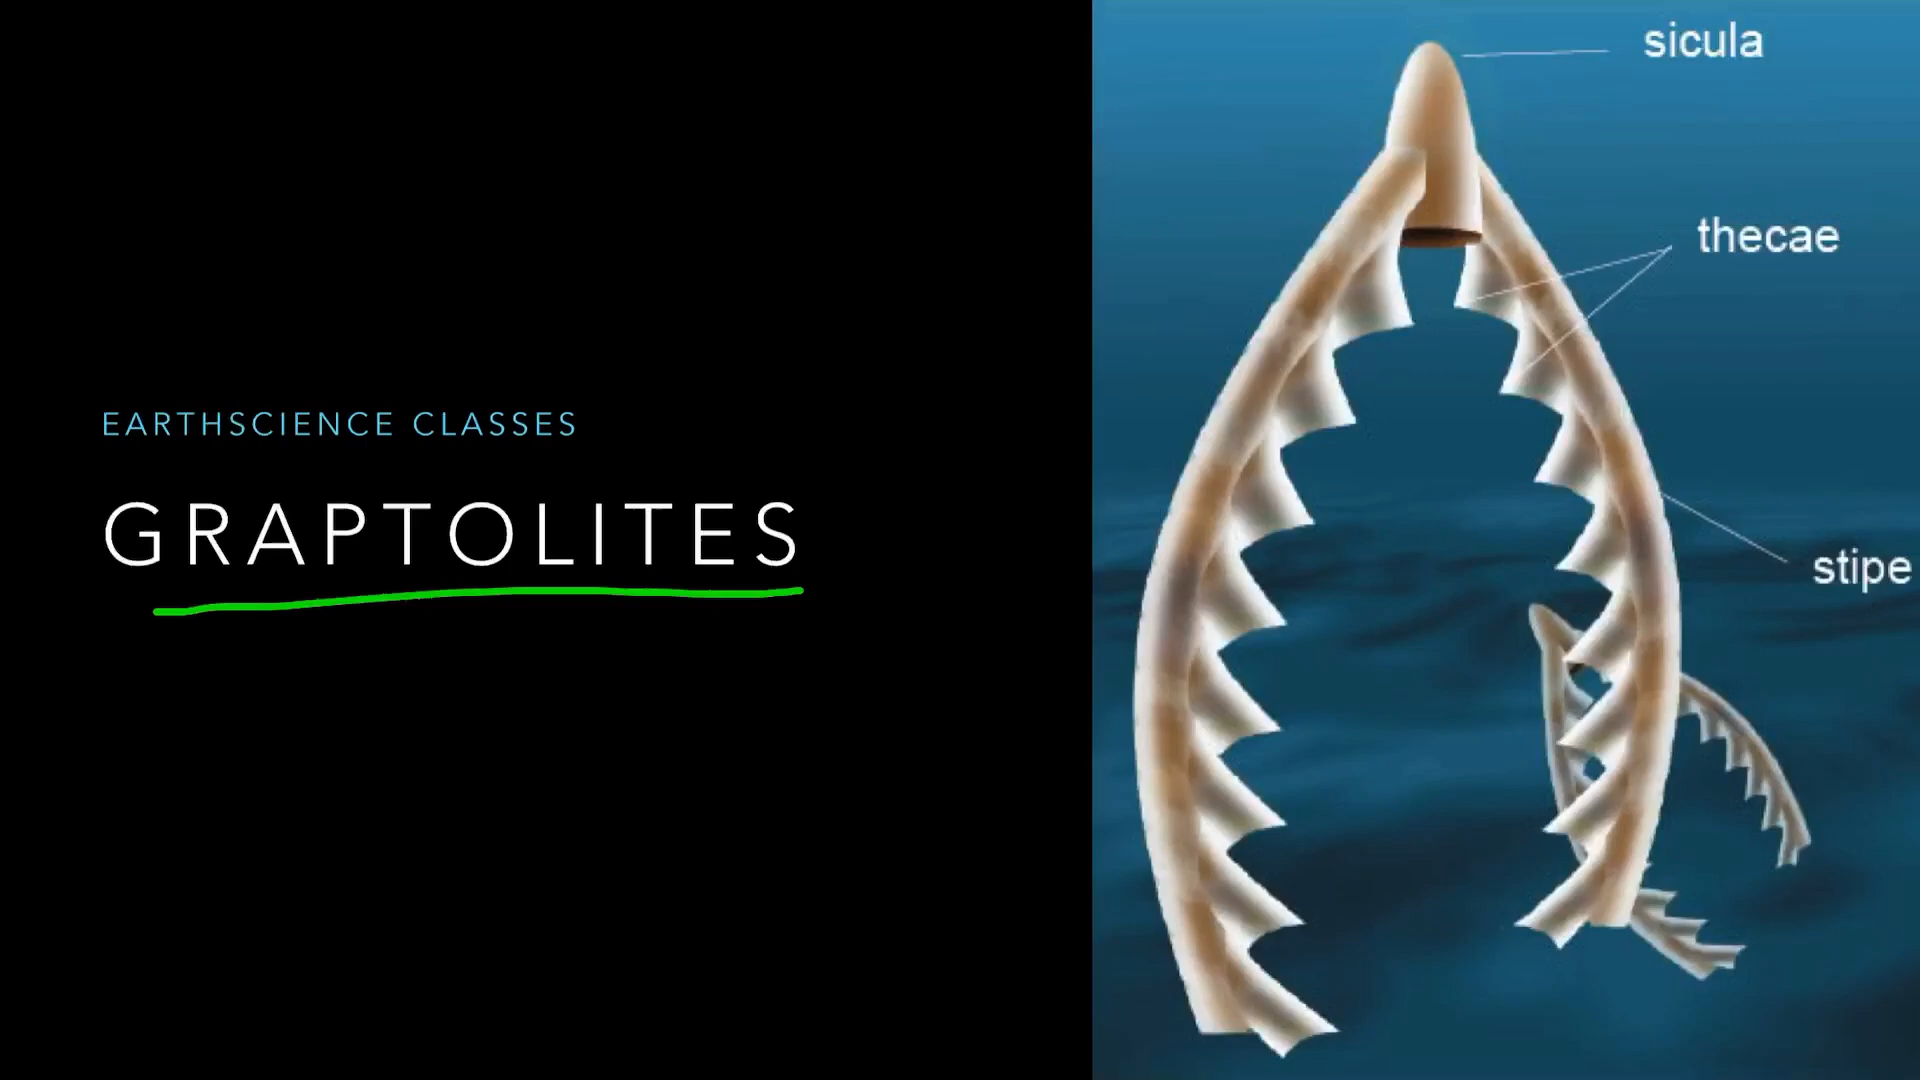 EARTHSCIENCE CLASSES
GRAPTOLITES
sicula
thecae
stipe